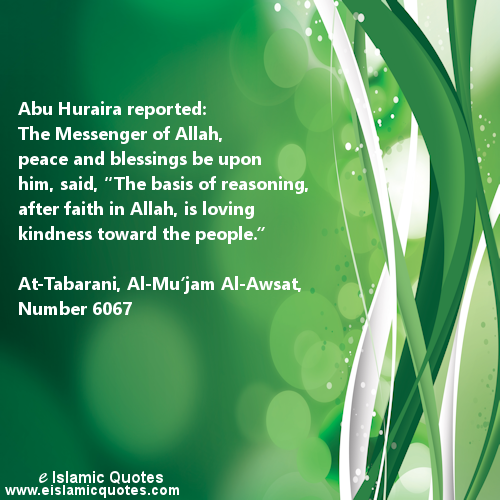 Abu Huraira reported:
The Messenger of Allah,
peace and blessings be upon
him, said, “The basis of reasoning,
after faith in Allah, is loving
kindness toward the people.”
At-Tabarani, Al-Mu’jam Al-Awsat,
Number 6067
e Islamic Quotes
www.eislamicquotes.com